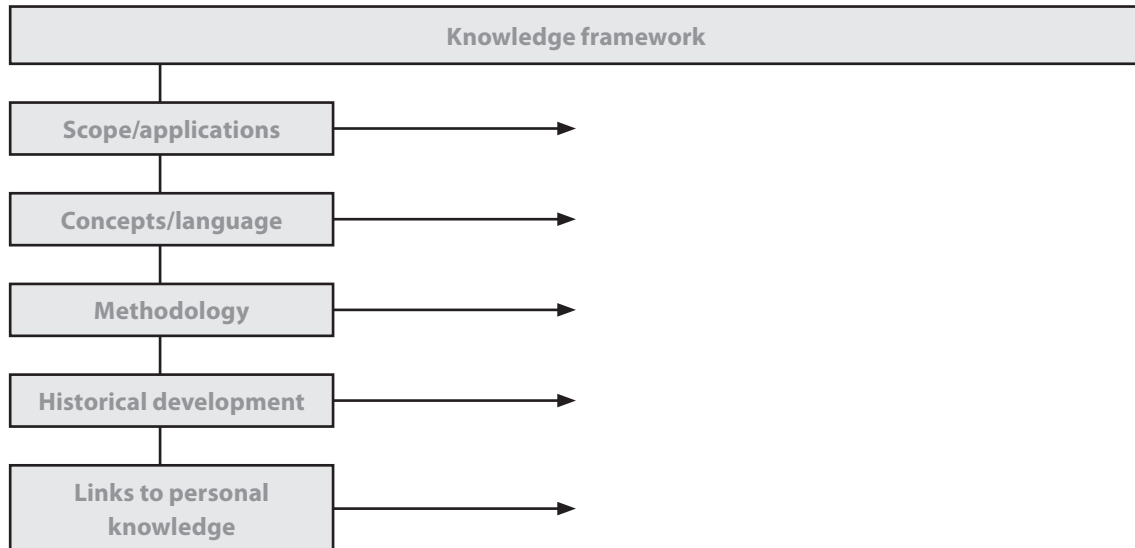 Knowledge framework
Scope/applications
Concepts/language
Methodology
Historical development
Links to personal
knowledge